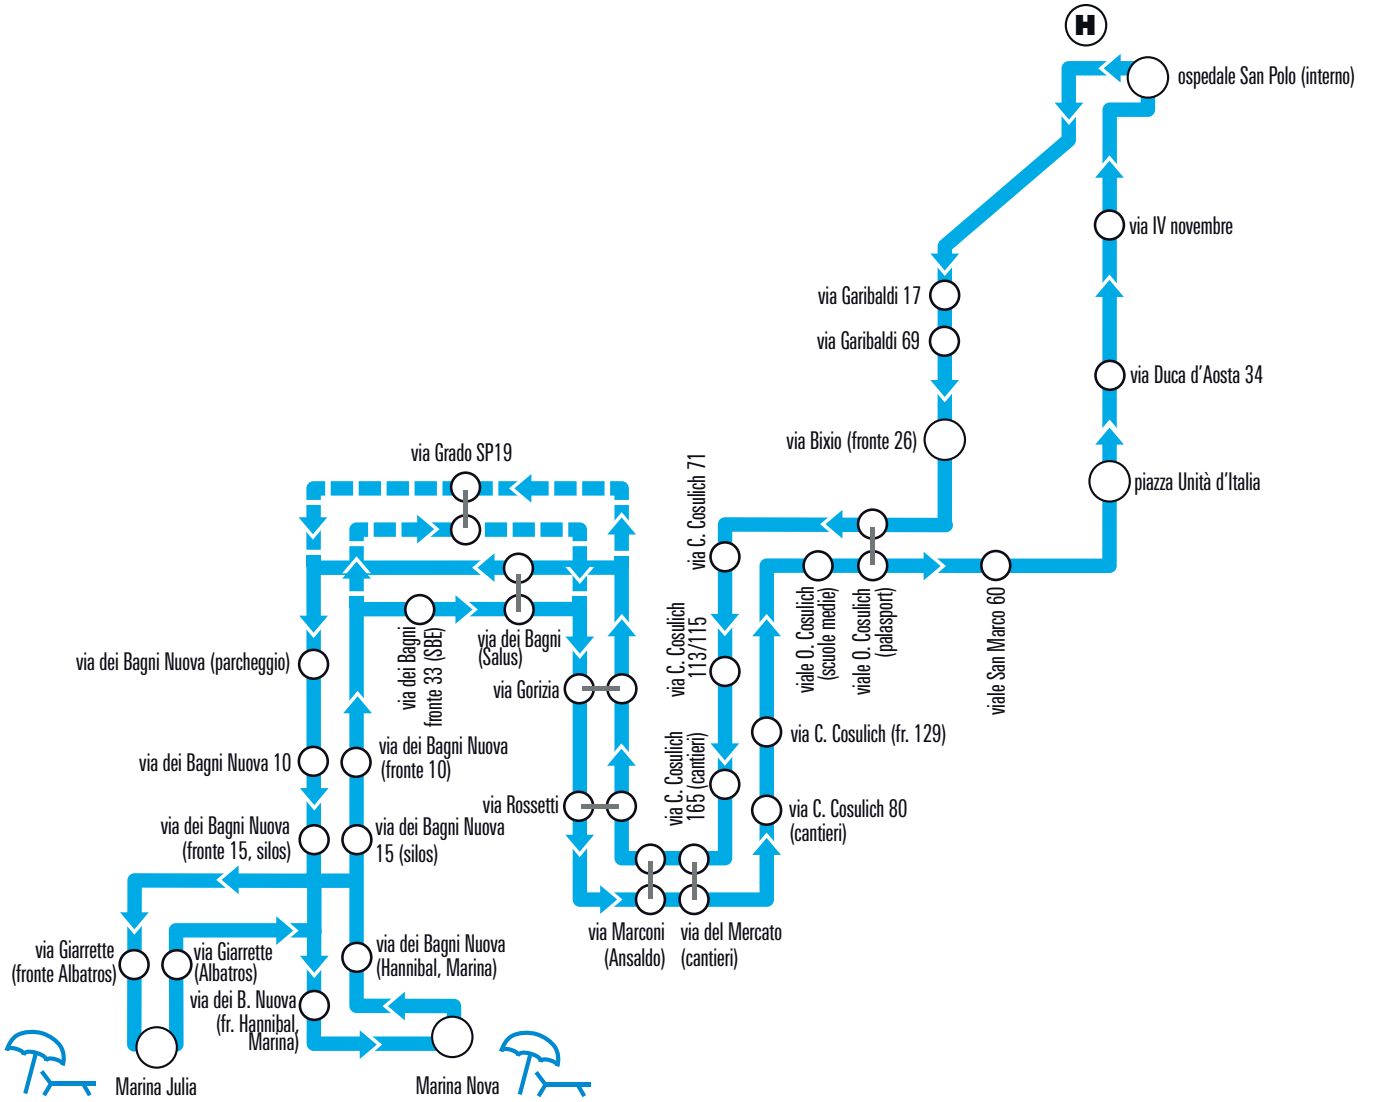 H
ospedale San Polo (interno)
via IV novembre
via Garibaldi 17
via Garibaldi 69
via Duca d'Aosta 34
via Bixio (fronte 26)
piazza Unità d'Italia
via Grado SP19
via C. Cosulich 71
via C. Cosulich
113/115
via C. Cosulich
165 (cantieri)
viale O. Cosulich
(scuole medie)
viale O. Cosulich
(palasport)
viale San Marco 60
via dei Bagni
fronte 33 (SBE)
via dei Bagni
(Salus)
via dei Bagni Nuova (parcheggio)
via Gorizia
via dei Bagni Nuova 10
via dei Bagni Nuova
(fronte 10)
via C. Cosulich (fr. 129)
via Rossetti
via C. Cosulich 80
(cantieri)
via dei Bagni Nuova
(fronte 15, silos)
via dei Bagni Nuova
15 (silos)
via Marconi
(Ansaldo)
via del Mercato
(cantieri)
via Giarrette
(fronte Albatros)
via Giarrette
(Albatros)
via dei Bagni Nuova
(Hannibal, Marina)
via dei B. Nuova
(fr. Hannibal,
Marina)
Marina Julia
Marina Nova